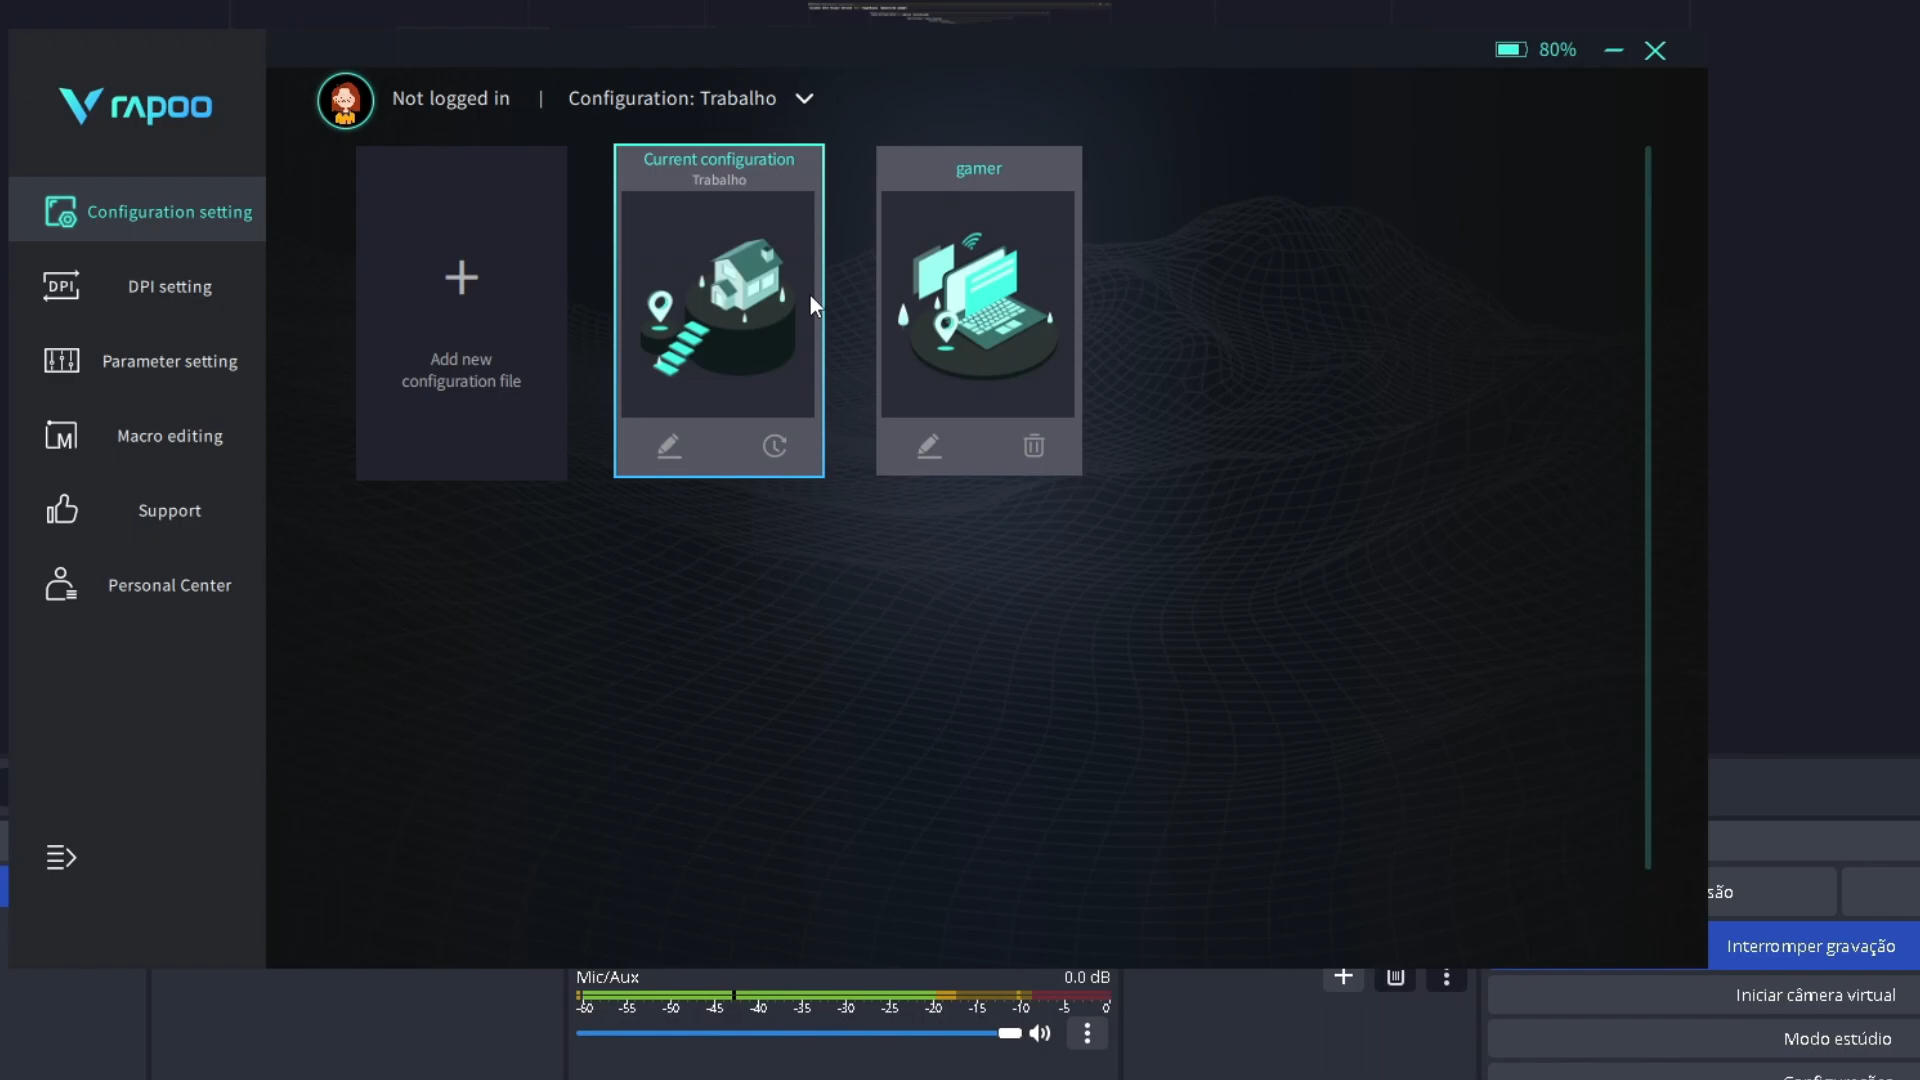 80%
rapoo
Not logged in | Configuration: Trabalho
Current configuration
Trabalho
gamer
Configuration setting
DPI
DPI setting
Add new
configuration file
Parameter setting
M
Macro editing
Support
Personal Center
são
Interromper gravação
Mic/Aux
0.0 dB
-60 -55 -50 -45 -40 -35 -30 -25 -20 -15 -10 -5 0
Iniciar câmera virtual
Modo estúdio